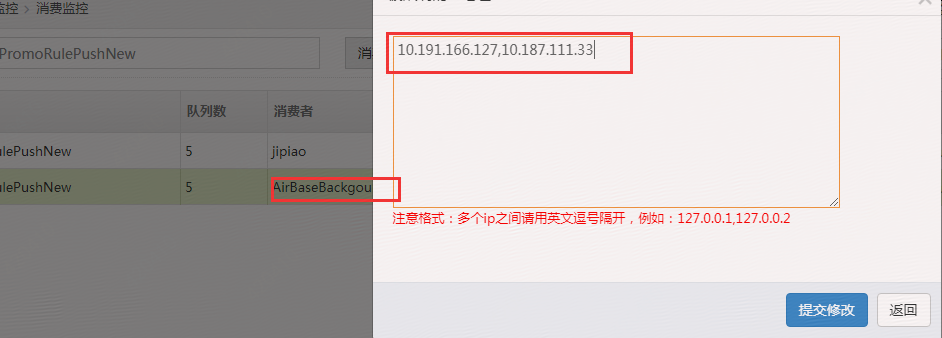 监控 > 消费监控
PromoRulePushNew
消
队列数 消费者
ulePushNew 5 jipiao
ulePushNew 5 AirBaseBackgou
10.191.166.127,10.187.111.33
注意格式：多个ip之间请用英文逗号隔开，例如：127.0.0.1,127.0.0.2
提交修改 返回